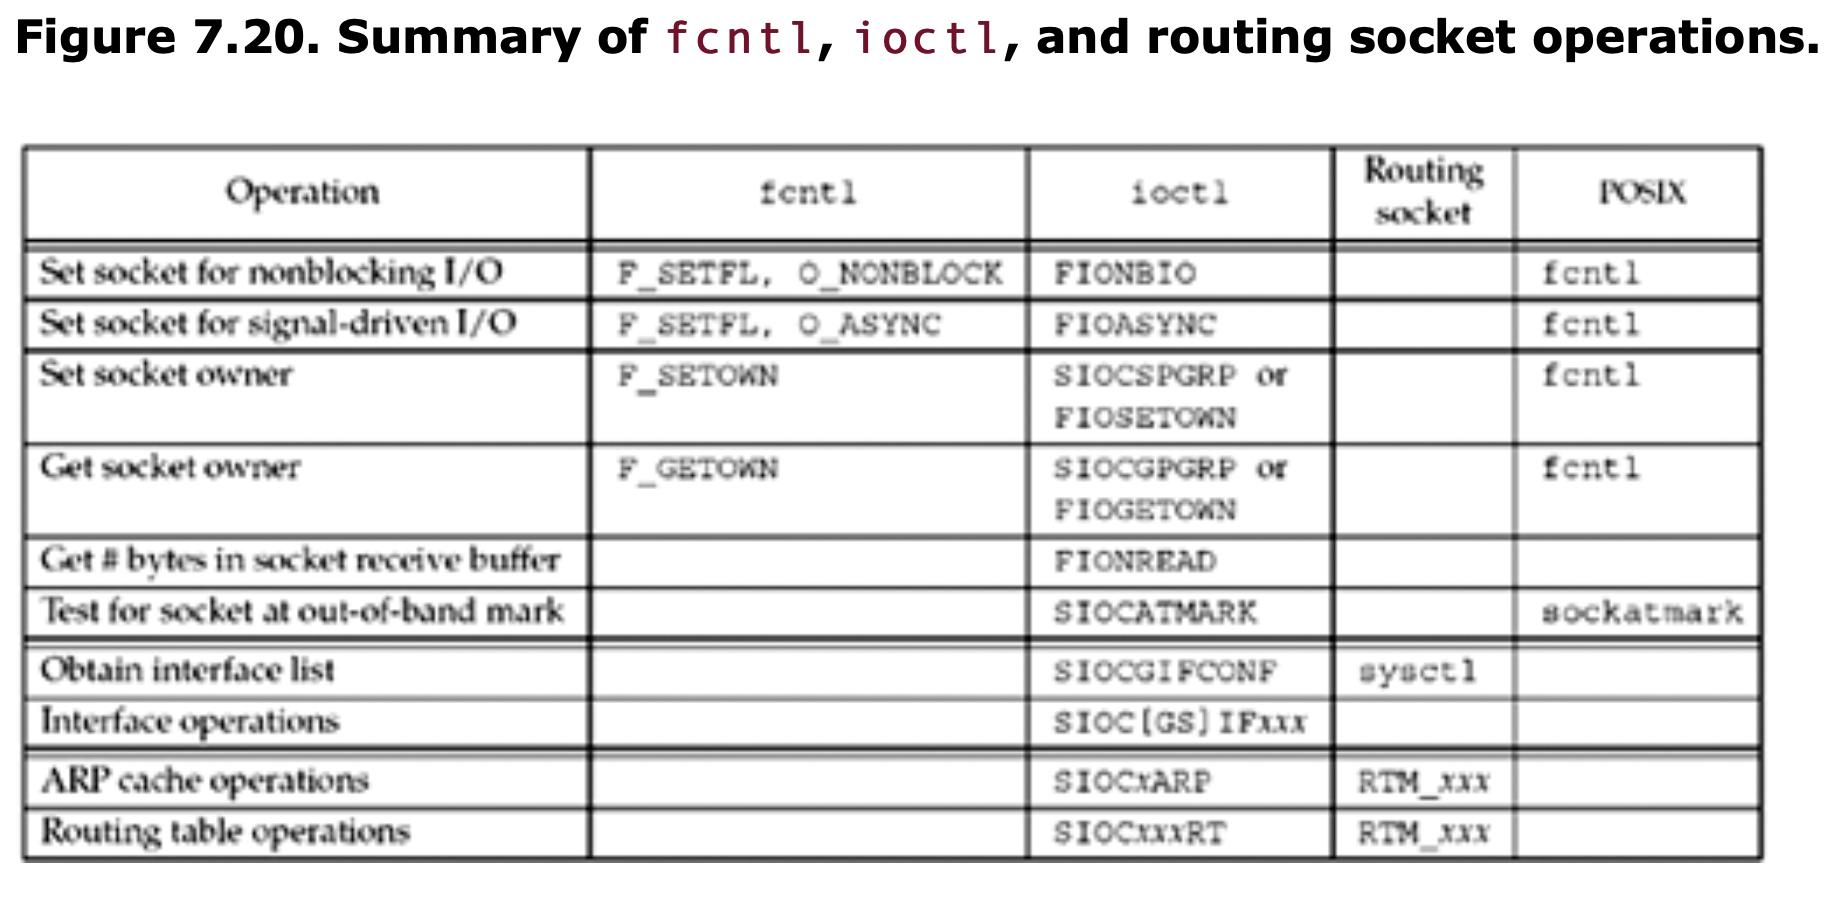 Figure 7.20. Summary of fcntl, ioctl, and routing socket operations.
Operation fcntl ioctl Routing socket POSIX
Set socket for nonblocking I/O F_SETFL, O_NONBLOCK FIONBIO fcntl
Set socket for signal-driven I/O F_SETFL, O_ASYNC FIOASYNC fcntl
Set socket owner F_SETOWN SIOCSPGRP or fcntl
FIOSETOWN
Get socket owner F_GETOWN SIOCGPGRP or fcntl
FIOGETOWN
Get # bytes in socket receive buffer FIONREAD
Test for socket at out-of-band mark SIOCATMARK sockatmark
Obtain interface list SIOCGIFCONF sysctl
Interface operations SIOC[GS]IFxxx
ARP cache operations SIOCxARP RTM_xxx
Routing table operations SIOCxxxRT RTM_xxx